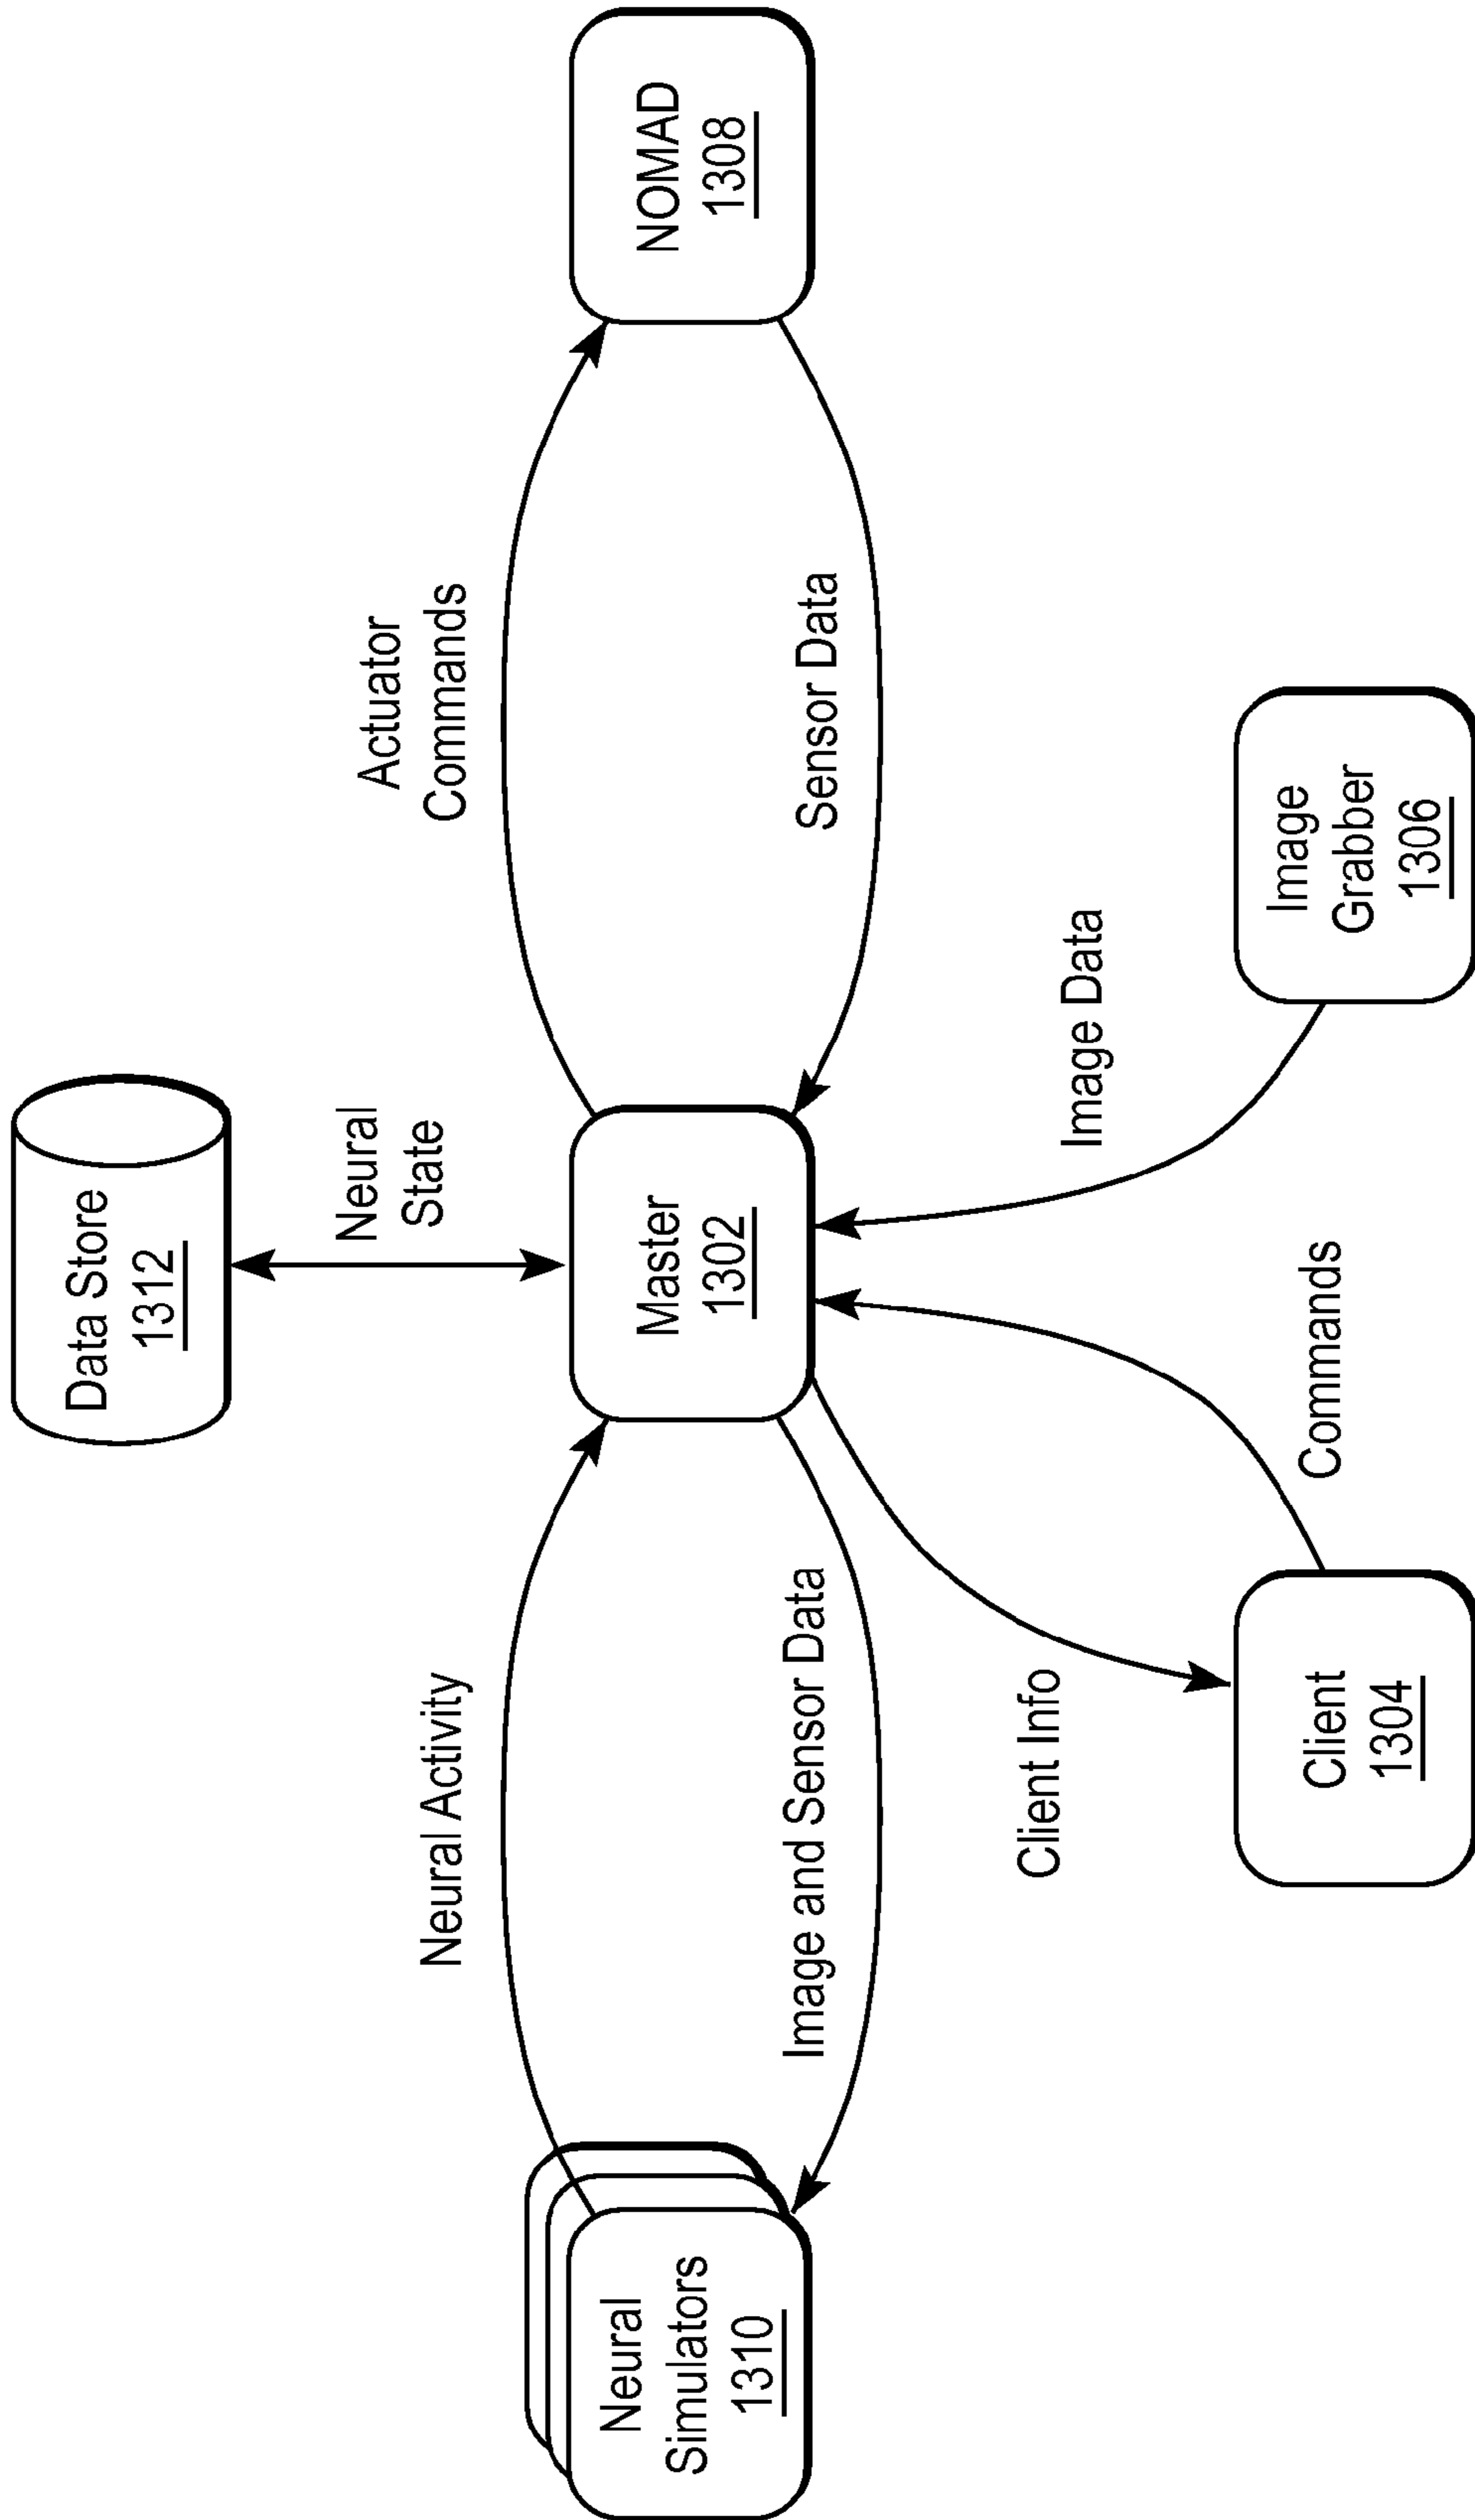 Data Store
1312
Neural
State
Neural Activity
Actuator
Commands
Neural
Simulators
1310
Master
1302
NOMAD
1308
Image and Sensor Data
Sensor Data
Client Info
Image Data
Commands
Client
1304
Image
Grabber
1306